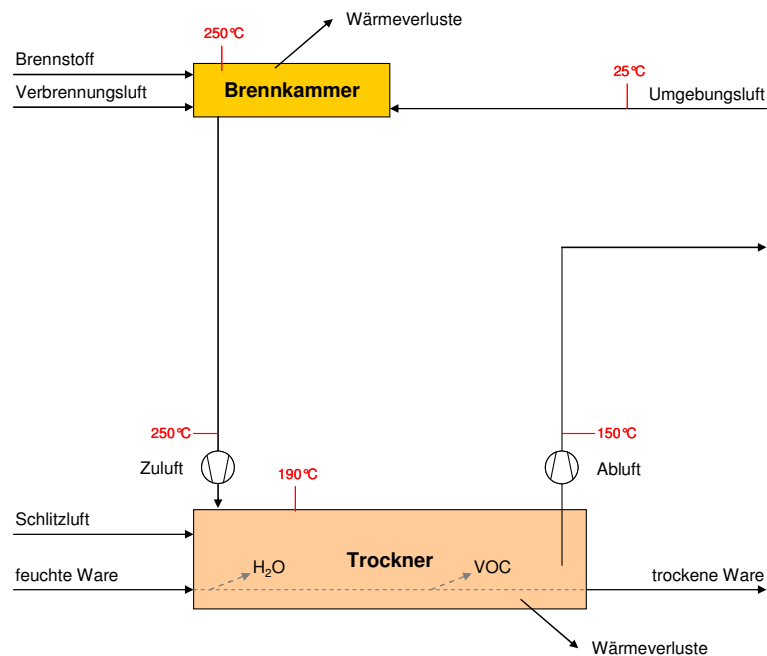 250°C
Wärmeverluste
Brennstoff
25°C
Brennkammer
Verbrennungsluft
Umgebungsluft
250°C
150°C
Zuluft
Abluft
190°C
Schlitzluft
Trockner
H₂O
VOC
feuchte Ware
trockene Ware
Wärmeverluste